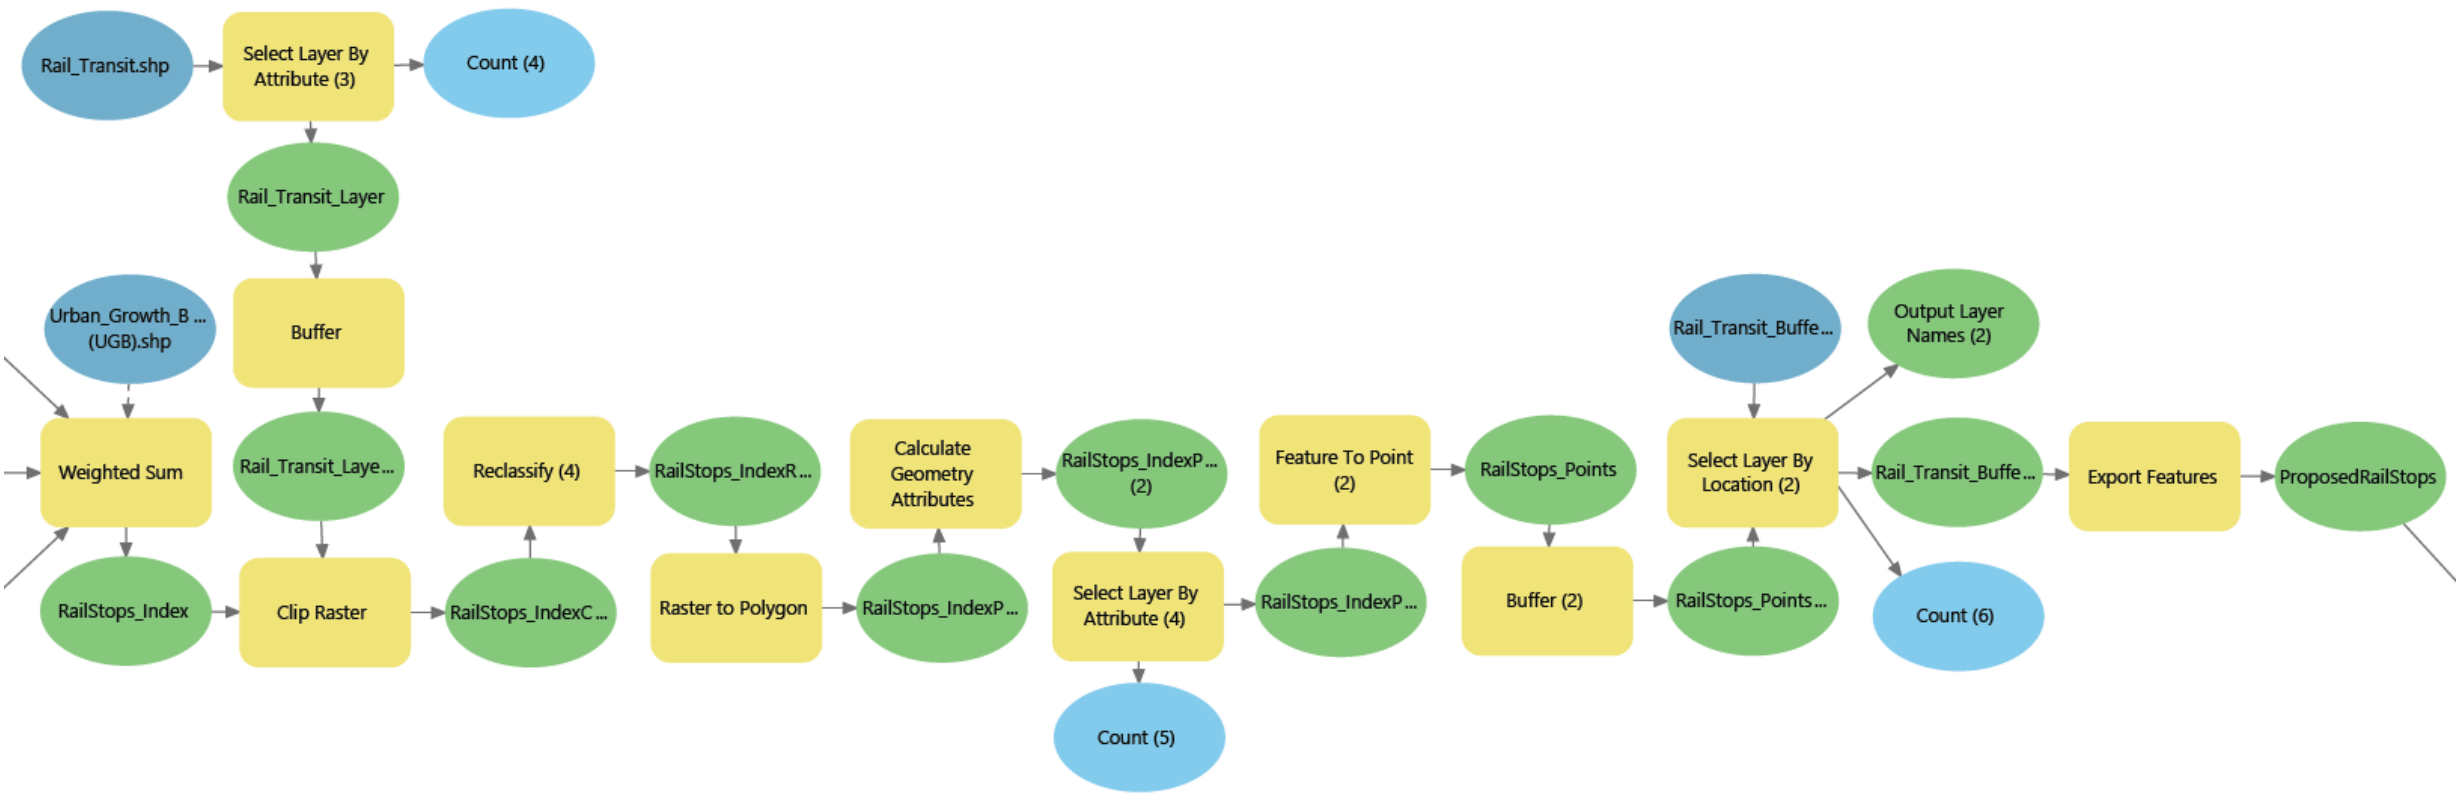 Rail_Transit.shp
Select Layer By
Attribute (3)
Count (4)
Rail_Transit_Layer
Urban_Growth_B ...
(UGB).shp
Buffer
Rail_Transit_Buffe...
Output Layer
Names (2)
Weighted Sum
Rail_Transit_Laye...
Reclassify (4)
RailStops_IndexR...
Calculate
Geometry
Attributes
RailStops_IndexP...
(2)
Feature To Point
(2)
RailStops_Points
Select Layer By
Location (2)
Rail_Transit_Buffe...
Export Features
ProposedRailStops
RailStops_Index
Clip Raster
RailStops_IndexC...
Raster to Polygon
RailStops_IndexP...
Select Layer By
Attribute (4)
RailStops_IndexP...
Buffer (2)
RailStops_Points...
Count (6)
Count (5)